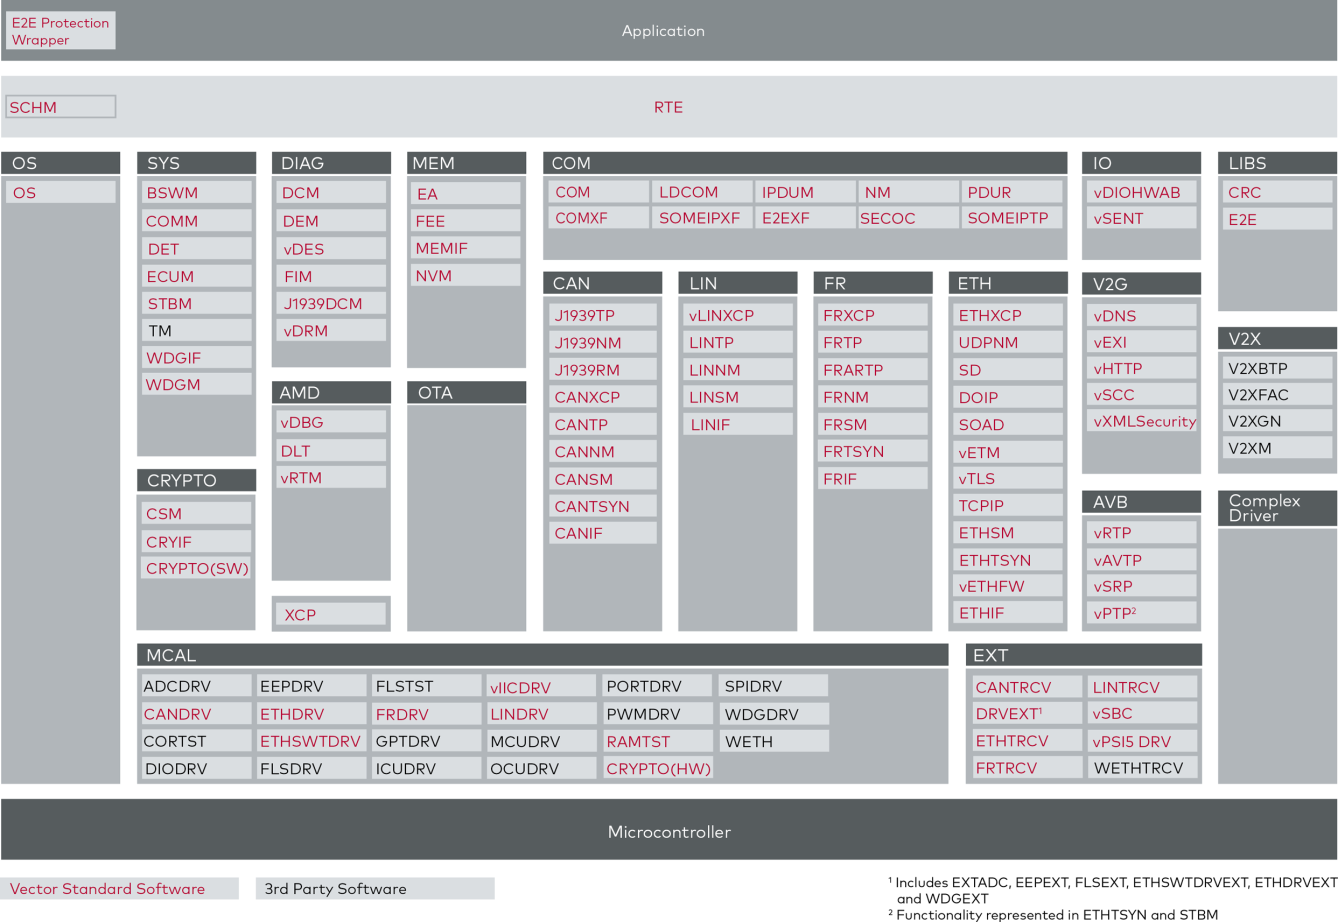 E2E Protection
Wrapper
Application
SCHM
RTE
OS
OS
SYS
BSWM
COMM
DET
ECUM
STBM
TM
WDGIF
WDGM
CRYPTO
CSM
CRYIF
CRYPTO(SW)
DIAG
DCM
DEM
vDES
FIM
J1939DCM
vDRM
AMD
vDBG
DLT
vRTM
XCP
MEM
EA
FEE
MEMIF
NVM
OTA
COM
COM LDCOM IPDUM NM PDUR
COMXF SOMEIPXF E2EXF SECOC SOMEIPTP
CAN
J1939TP
J1939NM
J1939RM
CANXCP
CANTP
CANNM
CANSM
CANTSYN
CANIF
LIN
vLINXCP
LINTP
LINNM
LINSM
LINIF
FR
FRXCP
FRTP
FRARTP
FRNM
FRSM
FRTSYN
FRIF
ETH
ETHXCP
UDPNM
SD
DOIP
SOAD
vETM
vTLS
TCPIP
ETHSM
ETHTSYN
vETHFW
ETHIF
IO
vDIOHWAB
vSENT
V2G
vDNS
vEXI
vHTTP
vSCC
vXMLSecurity
AVB
vRTP
vAVTP
vSRP
vPTP²
LIBS
CRC
E2E
V2X
V2XBTP
V2XFAC
V2XGN
V2XM
Complex
Driver
MCAL
ADCDRV EEPDRV FLSTST vIICDRV PORTDRV SPIDRV
CANDRV ETHDRV FRDRV LINDRV PWMDRV WDGDRV
CORTST ETHSWTDRV GPTDRV MCUDRV RAMTST WETH
DIODRV FLSDRV ICUDRV OCUDRV CRYPTO(HW)
EXT
CANTRCV LINTRCV
DRVEXT¹ vSBC
ETHTRCV vPSI5 DRV
FRTRCV WETHTRCV
Microcontroller
Vector Standard Software
3rd Party Software
¹ Includes EXTADC, EEPEXT, FLSEXT, ETHSWTDRVEXT, ETHDRVEXT
and WDGEXT
² Functionality represented in ETHTSYN and STBM